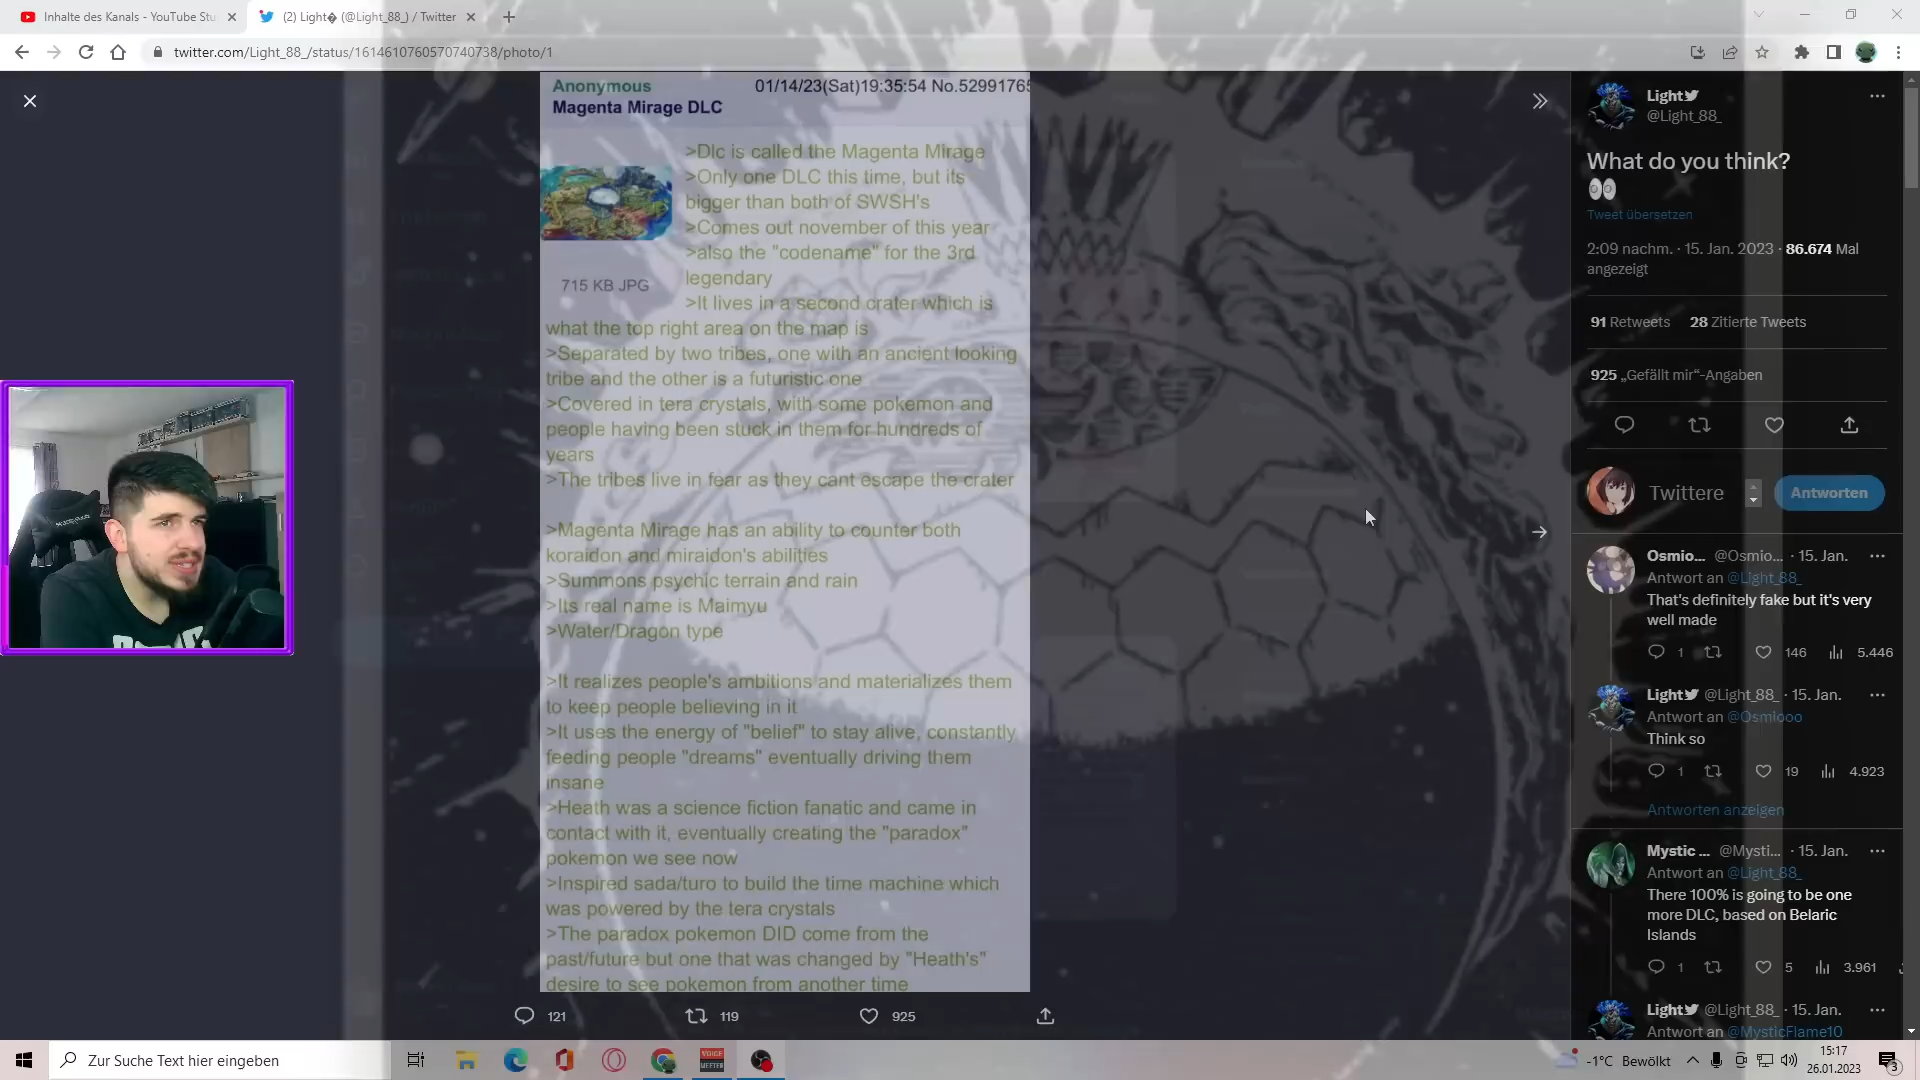 Inhalte des Kanals - YouTube Stu
(2) Light� (@Light_88_) / Twitter
twitter.com/Light_88_/status/1614610760570740738/photo/1
Anonymous
01/14/23(Sat)19:35:54 No.52991765
Magenta Mirage DLC
715 KB JPG
>Dlc is called the Magenta Mirage
>Only one DLC this time, but its
bigger than both of SWSH's
>Comes out november of this year
>also the "codename" for the 3rd
legendary
>It lives in a second crater which is
what the top right area on the map is
>Separated by two tribes, one with an ancient looking
tribe and the other is a futuristic one
>Covered in tera crystals, with some pokemon and
people having been stuck in them for hundreds of
years
>The tribes live in fear as they cant escape the crater
>Magenta Mirage has an ability to counter both
koraidon and miraidon's abilities
>Summons psychic terrain and rain
>Its real name is Maimyu
>Water/Dragon type
>It realizes people's ambitions and materializes them
to keep people believing in it
>It uses the energy of "belief" to stay alive, constantly
feeding people "dreams" eventually driving them
insane
>Heath was a science fiction fanatic and came in
contact with it, eventually creating the "paradox"
pokemon we see now
>Inspired sada/turo to build the time machine which
was powered by the tera crystals
>The paradox pokemon DID come from the
past/future but one that was changed by "Heath's"
desire to see pokemon from another time
121
119
925
Light
@Light_88_
What do you think?
Tweet übersetzen
2:09 nachm. · 15. Jan. 2023 · 86.674 Mal
angezeigt
91 Retweets 28 Zitierte Tweets
925 „Gefällt mir“-Angaben
Twittere
Antworten
Osmio... @Osmio... · 15. Jan.
Antwort an @Light_88_
That's definitely fake but it's very
well made
1
146
5.446
Light @Light_88_ · 15. Jan.
Antwort an @Osmiooo
Think so
1
19
4.923
Antworten anzeigen
Mystic ... @Mysti... · 15. Jan.
Antwort an @Light_88_
There 100% is going to be one
more DLC, based on Belaric
Islands
1
5
3.961
Light @Light_88_ · 15. Jan.
Antwort an @MysticFlame10
Zur Suche Text hier eingeben
VOICE
MEETER
-1°C Bewölkt
15:17
26.01.2023
3